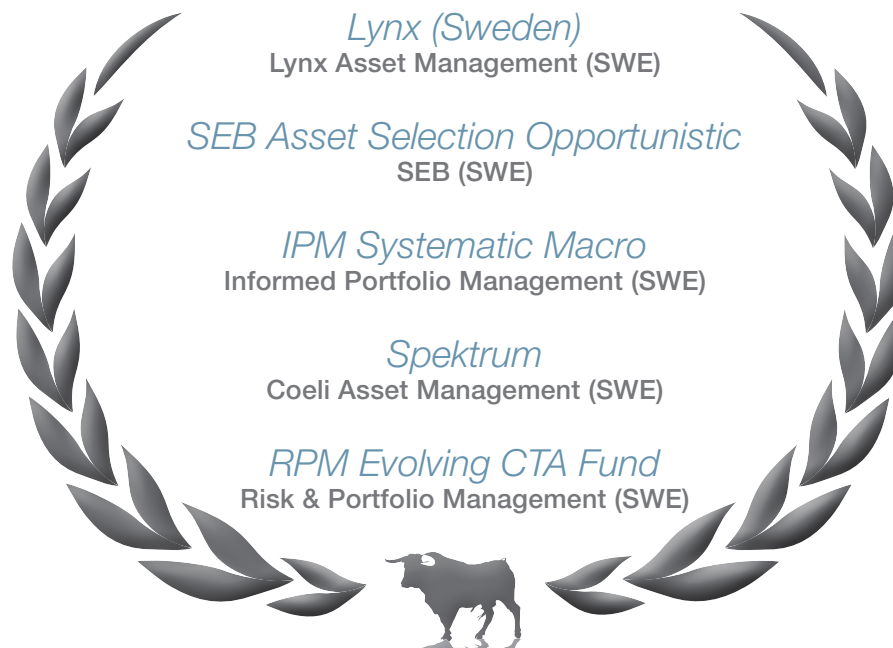 Lynx (Sweden)
Lynx Asset Management (SWE)
SEB Asset Selection Opportunistic
SEB (SWE)
IPM Systematic Macro
Informed Portfolio Management (SWE)
Spektrum
Coeli Asset Management (SWE)
RPM Evolving CTA Fund
Risk & Portfolio Management (SWE)